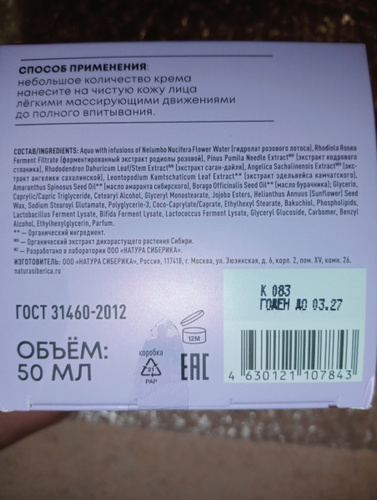 СПОСОБ ПРИМЕНЕНИЯ:
небольшое количество крема
нанесите на чистую кожу лица
лёгкими массирующими движениями
до полного впитывания.
СОСТАВ/INGREDIENTS: Aqua with infusions of Nelumbo Nucifera Flower Water (гидролат розового лотоса), Rhodiola Rosea
Ferment Filtrate (ферментированный экстракт родиолы розовой), Pinus Pumila Needle Extract (экстракт кедрового
стланика), Rhododendron Dahuricum Leaf/Stem Extract (экстракт саган-дайля), Angelica Sachalinensis Extract (экс-
тракт ангелики сахалинской), Leontopodium Kamtschaticum Leaf Extract** (экстракт эдельвейса камчатского),
Amaranthus Spinosus Seed Oil** (масло амаранта сибирского), Borago Officinalis Seed Oil** (масло бурачника); Glycerin,
Caprylic/Capric Triglyceride, Cetearyl Alcohol, Glyceryl Monostearate, Jojoba Esters, Helianthus Annuus (Sunflower) Seed
Wax, Sodium Stearoyl Glutamate, Polyglycerin-3, Coco-Caprylate/Caprate, Ethylhexyl Stearate, Bakuchiol, Phospholipids,
Lactobacillus Ferment Lysate, Bifida Ferment Lysate, Lactococcus Ferment Lysate, Glyceryl Glucoside, Carbomer, Benzyl
Alcohol, Ethylhexylglycerin, Parfum.
** – Органический ингредиент.
– Органический экстракт дикорастущего растения Сибири.
– Разработано в лаборатории ООО «НАТУРА СИБЕРИКА».
ИЗГОТОВИТЕЛЬ: ООО «НАТУРА СИБЕРИКА», Россия, 117418, г. Москва, ул. Зюзинская, д. 6, корп. 2, пом. XV, комн. 26.
naturasiberica.ru
ГОСТ 31460-2012
ОБЪЁМ:
50 МЛ
коробка
21
PAP
12M
EAC
К 083
ГОДЕН ДО 03.27
4 630121 107843